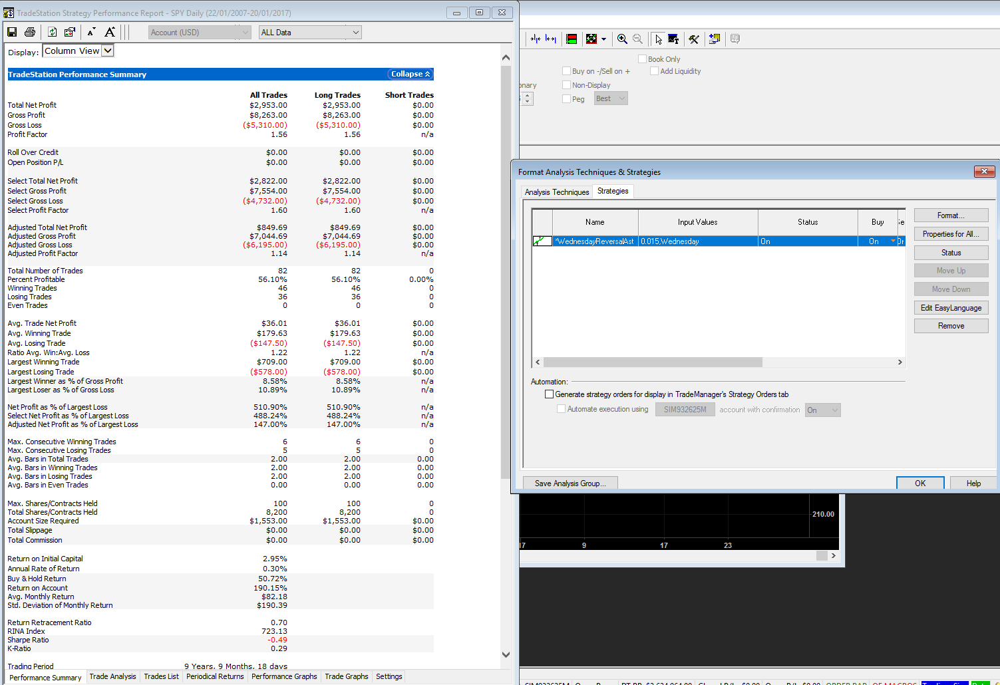 TradeStation Strategy Performance Report - SPY Daily (22/01/2007-20/01/2017)
Account (USD) ALL Data
Display: Column View
TradeStation Performance Summary Collapse
All Trades Long Trades Short Trades
Total Net Profit $2,953.00 $2,953.00 $0.00
Gross Profit $8,263.00 $8,263.00 $0.00
Gross Loss ($5,310.00) ($5,310.00) $0.00
Profit Factor 1.56 1.56 n/a
Roll Over Credit $0.00 $0.00 $0.00
Open Position P/L $0.00 $0.00 $0.00
Select Total Net Profit $2,822.00 $2,822.00 $0.00
Select Gross Profit $7,554.00 $7,554.00 $0.00
Select Gross Loss ($4,732.00) ($4,732.00) $0.00
Select Profit Factor 1.60 1.60 n/a
Adjusted Total Net Profit $849.69 $849.69 $0.00
Adjusted Gross Profit $7,044.69 $7,044.69 $0.00
Adjusted Gross Loss ($6,195.00) ($6,195.00) $0.00
Adjusted Profit Factor 1.14 1.14 n/a
Total Number of Trades 82 82 0
Percent Profitable 56.10% 56.10% 0.00%
Winning Trades 46 46 0
Losing Trades 36 36 0
Even Trades 0 0 0
Avg. Trade Net Profit $36.01 $36.01 $0.00
Avg. Winning Trade $179.63 $179.63 $0.00
Avg. Losing Trade ($147.50) ($147.50) $0.00
Ratio Avg. Win:Avg. Loss 1.22 1.22 n/a
Largest Winning Trade $709.00 $709.00 $0.00
Largest Losing Trade ($578.00) ($578.00) $0.00
Largest Winner as % of Gross Profit 8.58% 8.58% n/a
Largest Loser as % of Gross Loss 10.89% 10.89% n/a
Net Profit as % of Largest Loss 510.90% 510.90% n/a
Select Net Profit as % of Largest Loss 488.24% 488.24% n/a
Adjusted Net Profit as % of Largest Loss 147.00% 147.00% n/a
Max. Consecutive Winning Trades 6 6 0
Max. Consecutive Losing Trades 5 5 0
Avg. Bars in Total Trades 2.00 2.00 0.00
Avg. Bars in Winning Trades 2.00 2.00 0.00
Avg. Bars in Losing Trades 2.00 2.00 0.00
Avg. Bars in Even Trades 0.00 0.00 0.00
Max. Shares/Contracts Held 100 100 0
Total Shares/Contracts Held 8,200 8,200 0
Account Size Required $1,553.00 $1,553.00 $0.00
Total Slippage $0.00 $0.00 $0.00
Total Commission $0.00 $0.00 $0.00
Return on Initial Capital 2.95%
Annual Rate of Return 0.30%
Buy & Hold Return 50.72%
Return on Account 190.15%
Avg. Monthly Return $82.18
Std. Deviation of Monthly Return $190.39
Return Retracement Ratio 0.70
RINA Index 723.13
Sharpe Ratio -0.49
K-Ratio 0.29
Trading Period 9 Years, 9 Months, 18 days
Performance Summary Trade Analysis Trades List Periodical Returns Performance Graphs Trade Graphs Settings
Book Only
Buy on -/Sell on + Add Liquidity
onary Non-Display
Peg Best
Format Analysis Techniques & Strategies
Analysis Techniques Strategies
Name Input Values Status Buy
*WednesdayReversalAst 0.015,Wednesday On On
Format...
Properties for All...
Status
Move Up
Move Down
Edit EasyLanguage
Remove
Automation:
Generate strategy orders for display in TradeManager's Strategy Orders tab
Automate execution using SIM932625M account with confirmation On
Save Analysis Group... OK Help
210.00
17 9 17 23